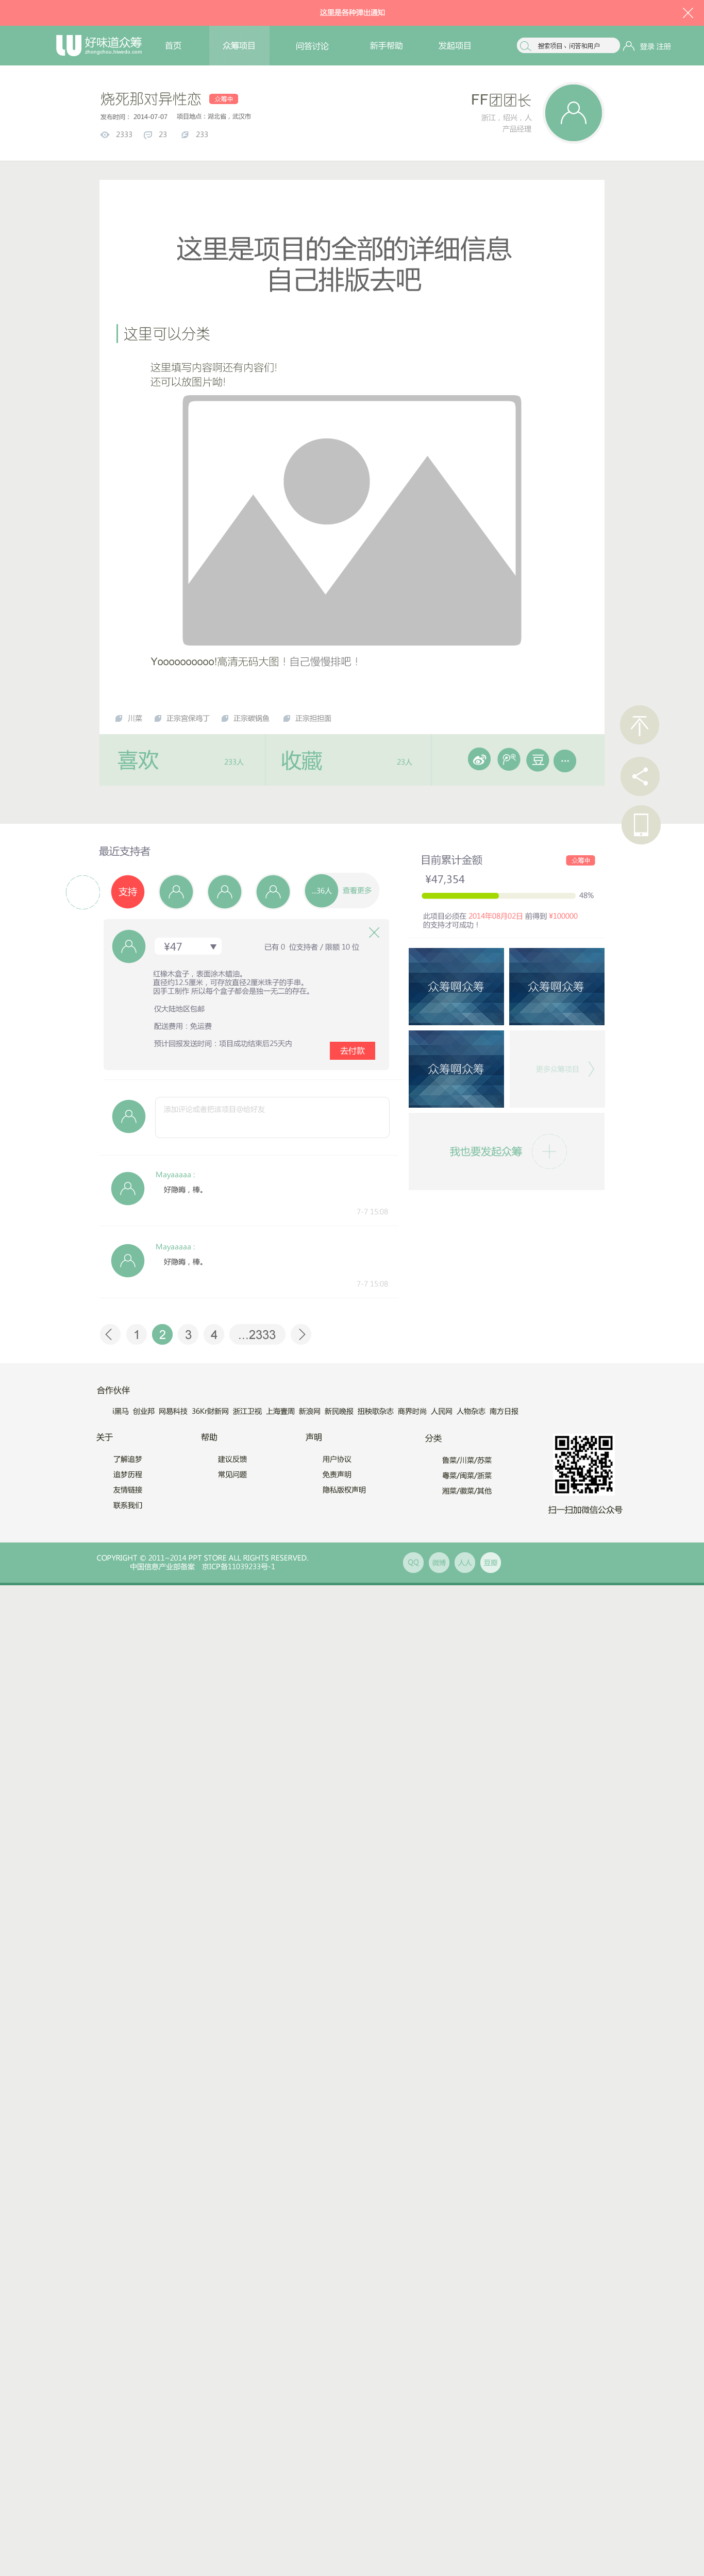 这里是各种弹出通知
好味道众筹
首页
众筹项目
问答讨论
新手帮助
发起项目
搜索项目、问答和用户
登录 注册
烧死那对异性恋
众筹中
发布时间: 2014-07-07 项目地点:湖北省,武汉市
2333
23
233
FF团团长
浙江,绍兴,人
产品经理
这里是项目的全部的详细信息
自己排版去吧
这里可以分类
这里填写内容啊还有内容们!
还可以放图片呦!
Yoooooooooo!高清无码大图!自己慢慢排吧!
川菜
正宗宫保鸡丁
正宗砂锅鱼
正宗担担面
喜欢
233人
收藏
23人
豆
最近支持者
支持
...36人
查看更多
目前累计金额
众筹中
¥47,354
48%
此项目必须在 2014年08月02日 前得到 ¥100000
的支持才可成功!
¥47
已有 0 位支持者 / 限额 10 位
红橡木盒子,表面涂木蜡油。
直径约12.5厘米,可存放直径2厘米珠子的手串。
因手工制作 所以每个盒子都会是独一无二的存在。
仅大陆地区包邮
配送费用:免运费
预计回报发送时间:项目成功结束后25天内
去付款
众筹啊众筹
众筹啊众筹
众筹啊众筹
更多众筹项目
我也要发起众筹
添加评论或者把该项目@给好友
Mayaaaaa :
好隐晦,棒。
7-7 15:08
Mayaaaaa :
好隐晦,棒。
7-7 15:08
1
2
3
4
...2333
合作伙伴
i黑马 创业邦 网易科技 36Kr财新网 浙江卫视 上海壹周 新浪网 新民晚报 扭秧歌杂志 商界时尚 人民网 人物杂志 南方日报
关于
帮助
声明
分类
了解追梦
追梦历程
友情链接
联系我们
建议反馈
常见问题
用户协议
免责声明
隐私版权声明
鲁菜/川菜/苏菜
粤菜/闽菜/浙菜
湘菜/徽菜/其他
扫一扫加微信公众号
COPYRIGHT © 2011~2014 PPT STORE ALL RIGHTS RESERVED.
中国信息产业部备案 京ICP备11039233号-1
QQ
微博
人人
豆瓣